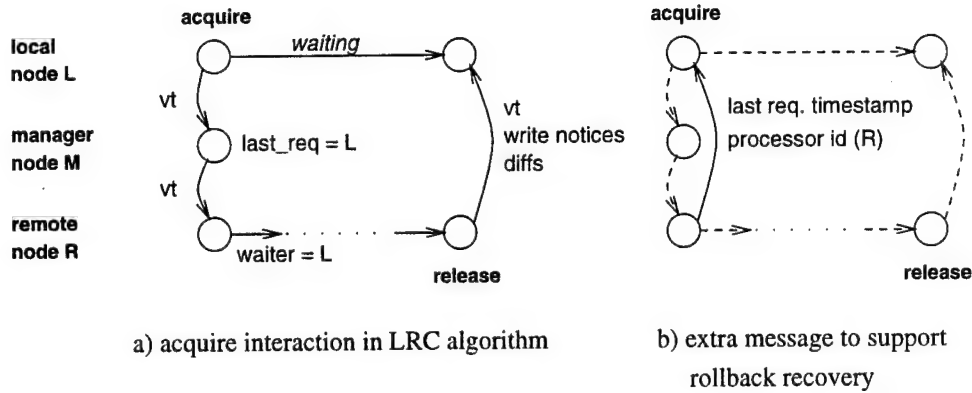 acquire
local
node L
waiting
vt
manager
node M
last_req = L
vt
write notices
diffs
vt
remote
node R
waiter = L
release
a) acquire interaction in LRC algorithm
acquire
last req. timestamp
processor id (R)
release
b) extra message to support
rollback recovery